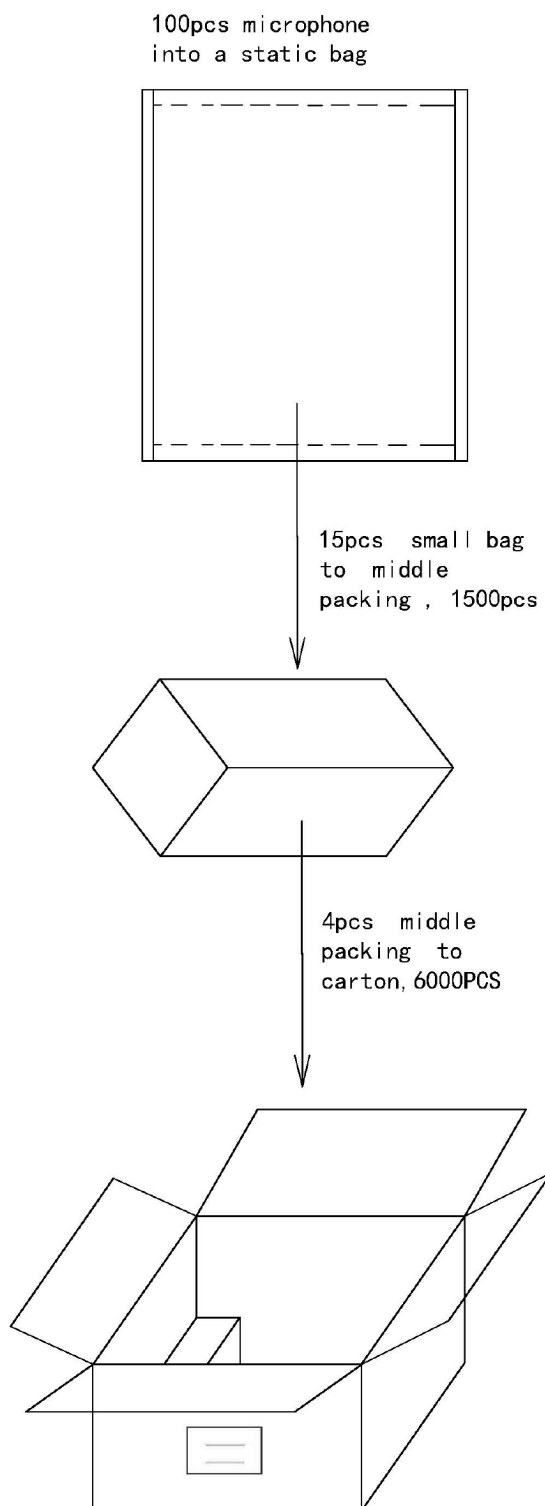 100pcs microphone
into a static bag
15pcs small bag
to middle
packing , 1500pcs
4pcs middle
packing to
carton,6000PCS